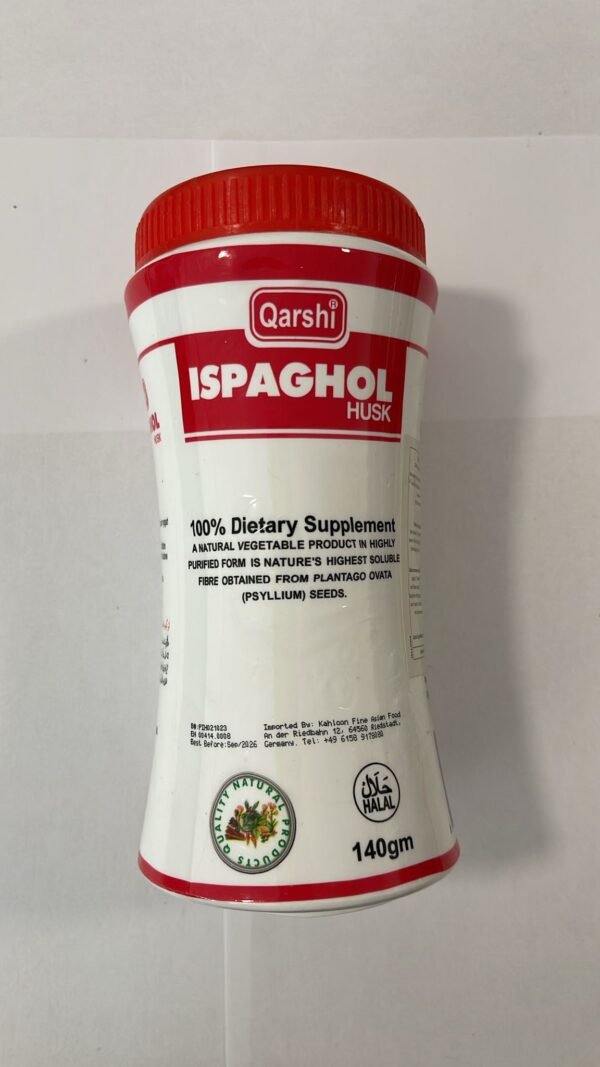 Qarshi®
ISPAGHOL
HUSK
OL
HUSK
100% Dietary Supplement
A NATURAL VEGETABLE PRODUCT IN HIGHLY
PURIFIED FORM IS NATURE'S HIGHEST SOLUBLE
FIBRE OBTAINED FROM PLANTAGO OVATA
(PSYLLIUM) SEEDS.
Best Before:Sep/2026
Imported By: Kahloon Fine Asian Food
An der Riedbahn 12, 64560 Riedstadt,
Germany. Tel: +49 6158
QUALITY NATURAL PRODUCTS
حلال
HALAL
140gm